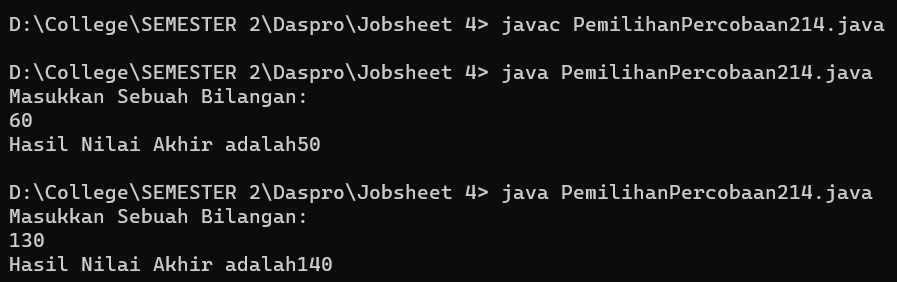 D:\College\SEMESTER 2\Daspro\Jobsheet 4> javac PemilihanPercobaan214.java
D:\College\SEMESTER 2\Daspro\Jobsheet 4> java PemilihanPercobaan214.java
Masukkan Sebuah Bilangan:
60
Hasil Nilai Akhir adalah50
D:\College\SEMESTER 2\Daspro\Jobsheet 4> java PemilihanPercobaan214.java
Masukkan Sebuah Bilangan:
130
Hasil Nilai Akhir adalah140